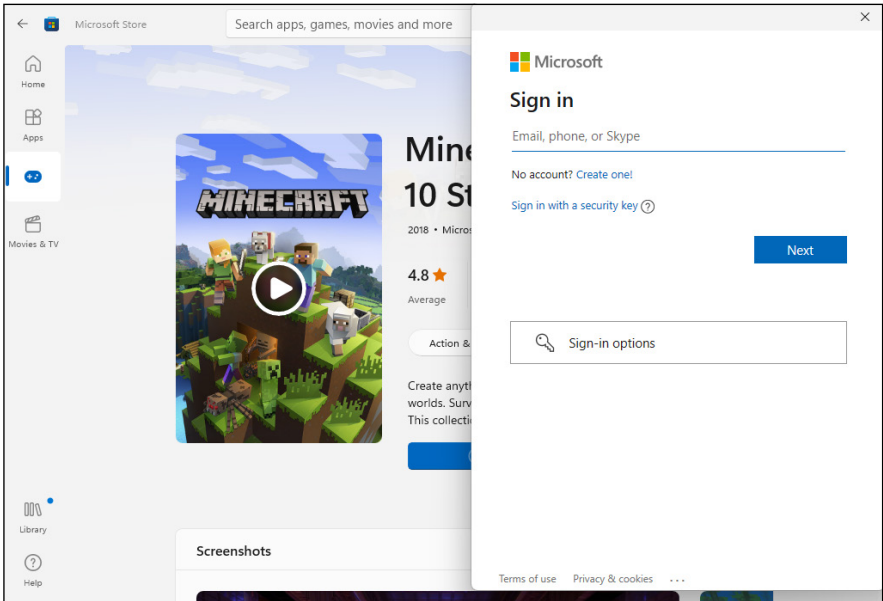 Microsoft Store
Search apps, games, movies and more
Home
Apps
Movies & TV
Library
Help
MINECRAFT
Mine
10 St
2018 • Micros
4.8
Average
Action &
Create anyth
worlds. Surv
This collecti
Screenshots
Microsoft
Sign in
Email, phone, or Skype
No account? Create one!
Sign in with a security key
Next
Sign-in options
Terms of use Privacy & cookies ...